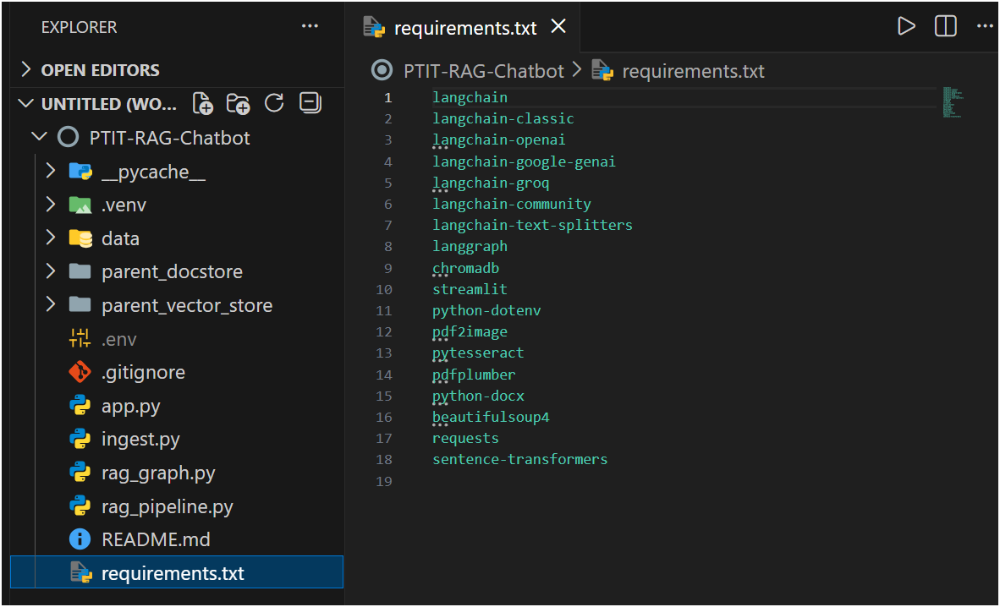 EXPLORER
OPEN EDITORS
UNTITLED (WO...
PTIT-RAG-Chatbot
__pycache__
.venv
data
parent_docstore
parent_vector_store
.env
.gitignore
app.py
ingest.py
rag_graph.py
rag_pipeline.py
README.md
requirements.txt
requirements.txt
PTIT-RAG-Chatbot > requirements.txt
1 langchain
2 langchain-classic
3 langchain-openai
4 langchain-google-genai
5 langchain-groq
6 langchain-community
7 langchain-text-splitters
8 langgraph
9 chromadb
10 streamlit
11 python-dotenv
12 pdf2image
13 pytesseract
14 pdfplumber
15 python-docx
16 beautifulsoup4
17 requests
18 sentence-transformers
19